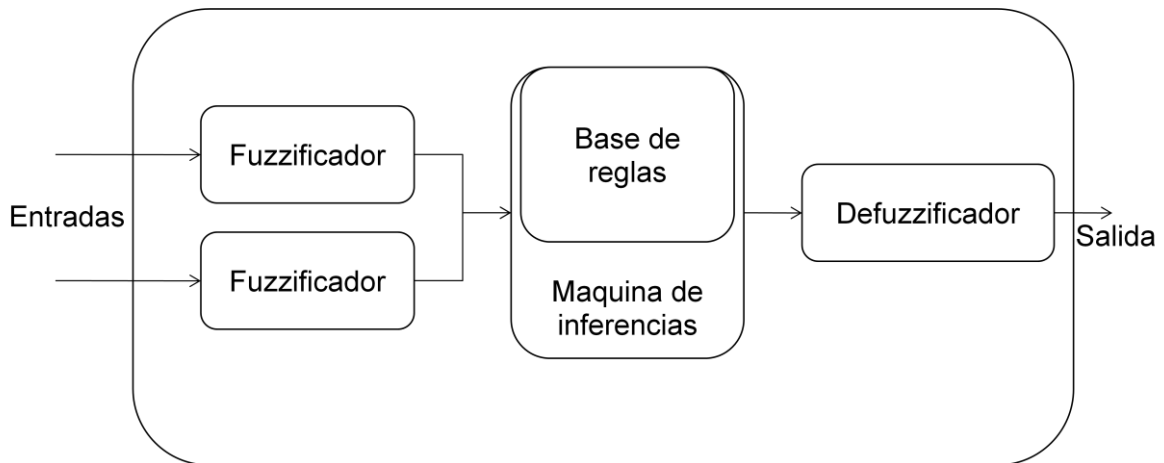 Entradas
Fuzzificador
Fuzzificador
Base de
reglas
Maquina de
inferencias
Defuzzificador
Salida